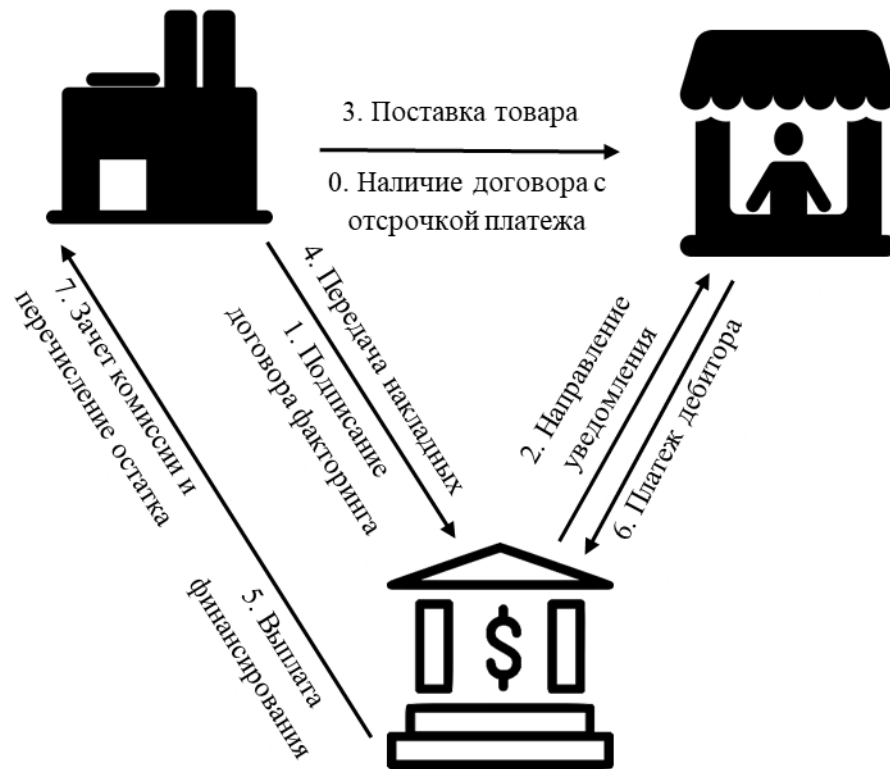 3. Поставка товара
0. Наличие договора с
отсрочкой платежа
4. Передача накладных
1. Подписание
договора факторинга
2. Направление
уведомления
6. Платеж дебитора
7. Зачет комиссии и
перечисление остатка
5. Выплата
финансирования
$